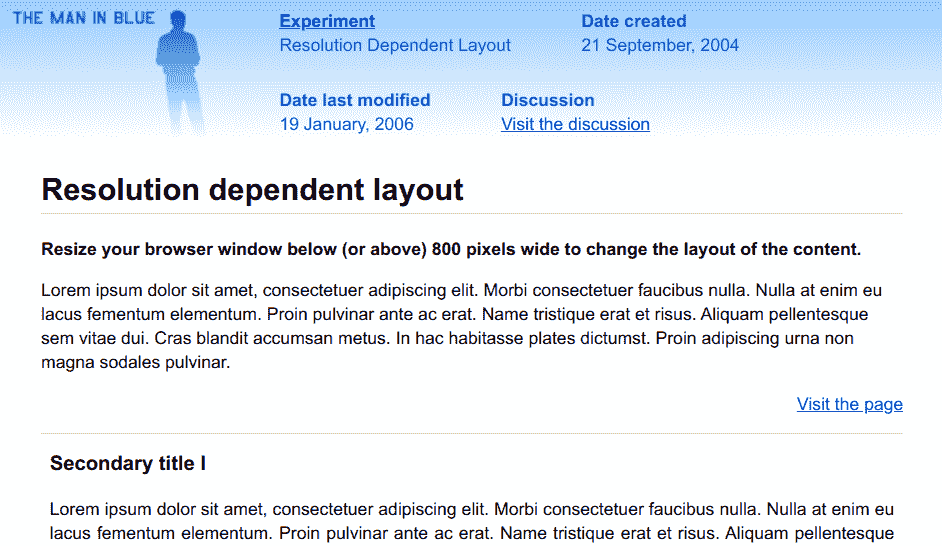 THE MAN IN BLUE
Experiment
Resolution Dependent Layout
Date created
21 September, 2004
Date last modified
19 January, 2006
Discussion
Visit the discussion
Resolution dependent layout
Resize your browser window below (or above) 800 pixels wide to change the layout of the content.
Lorem ipsum dolor sit amet, consectetuer adipiscing elit. Morbi consectetuer faucibus nulla. Nulla at enim eu
lacus fementum elementum. Proin pulvinar ante ac erat. Name tristique erat et risus. Aliquam pellentesque
sem vitae dui. Cras blandit accumsan metus. In hac habitasse plates dictumst. Proin adipiscing urna non
magna sodales pulvinar.
Visit the page
Secondary title I
Lorem ipsum dolor sit amet, consectetuer adipiscing elit. Morbi consectetuer faucibus nulla. Nulla at enim eu
lacus fementum elementum. Proin pulvinar ante ac erat. Name tristique erat et risus. Aliquam pellentesque